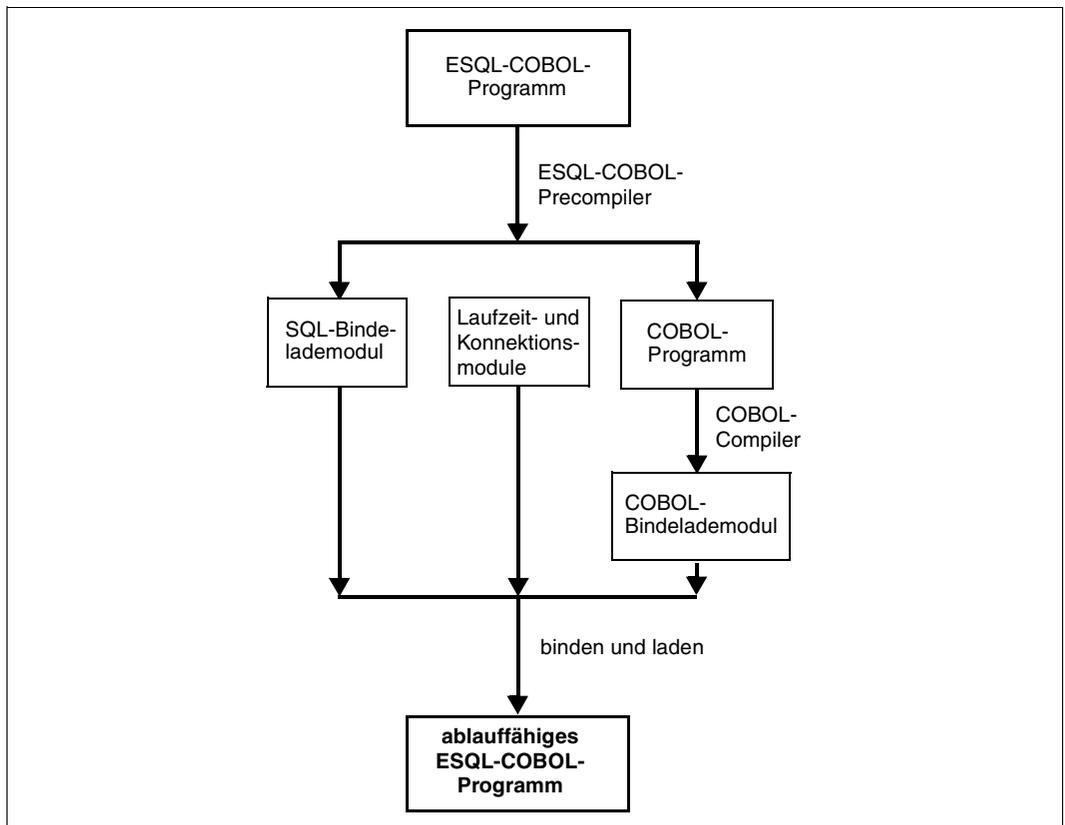 ESQL-COBOL-
Programm
ESQL-COBOL-
Precompiler
SQL-Binde-
lademodul
Laufzeit- und
Konnektions-
module
COBOL-
Programm
COBOL-
Compiler
COBOL-
Bindelademodul
binden und laden
ablauffähiges
ESQL-COBOL-
Programm